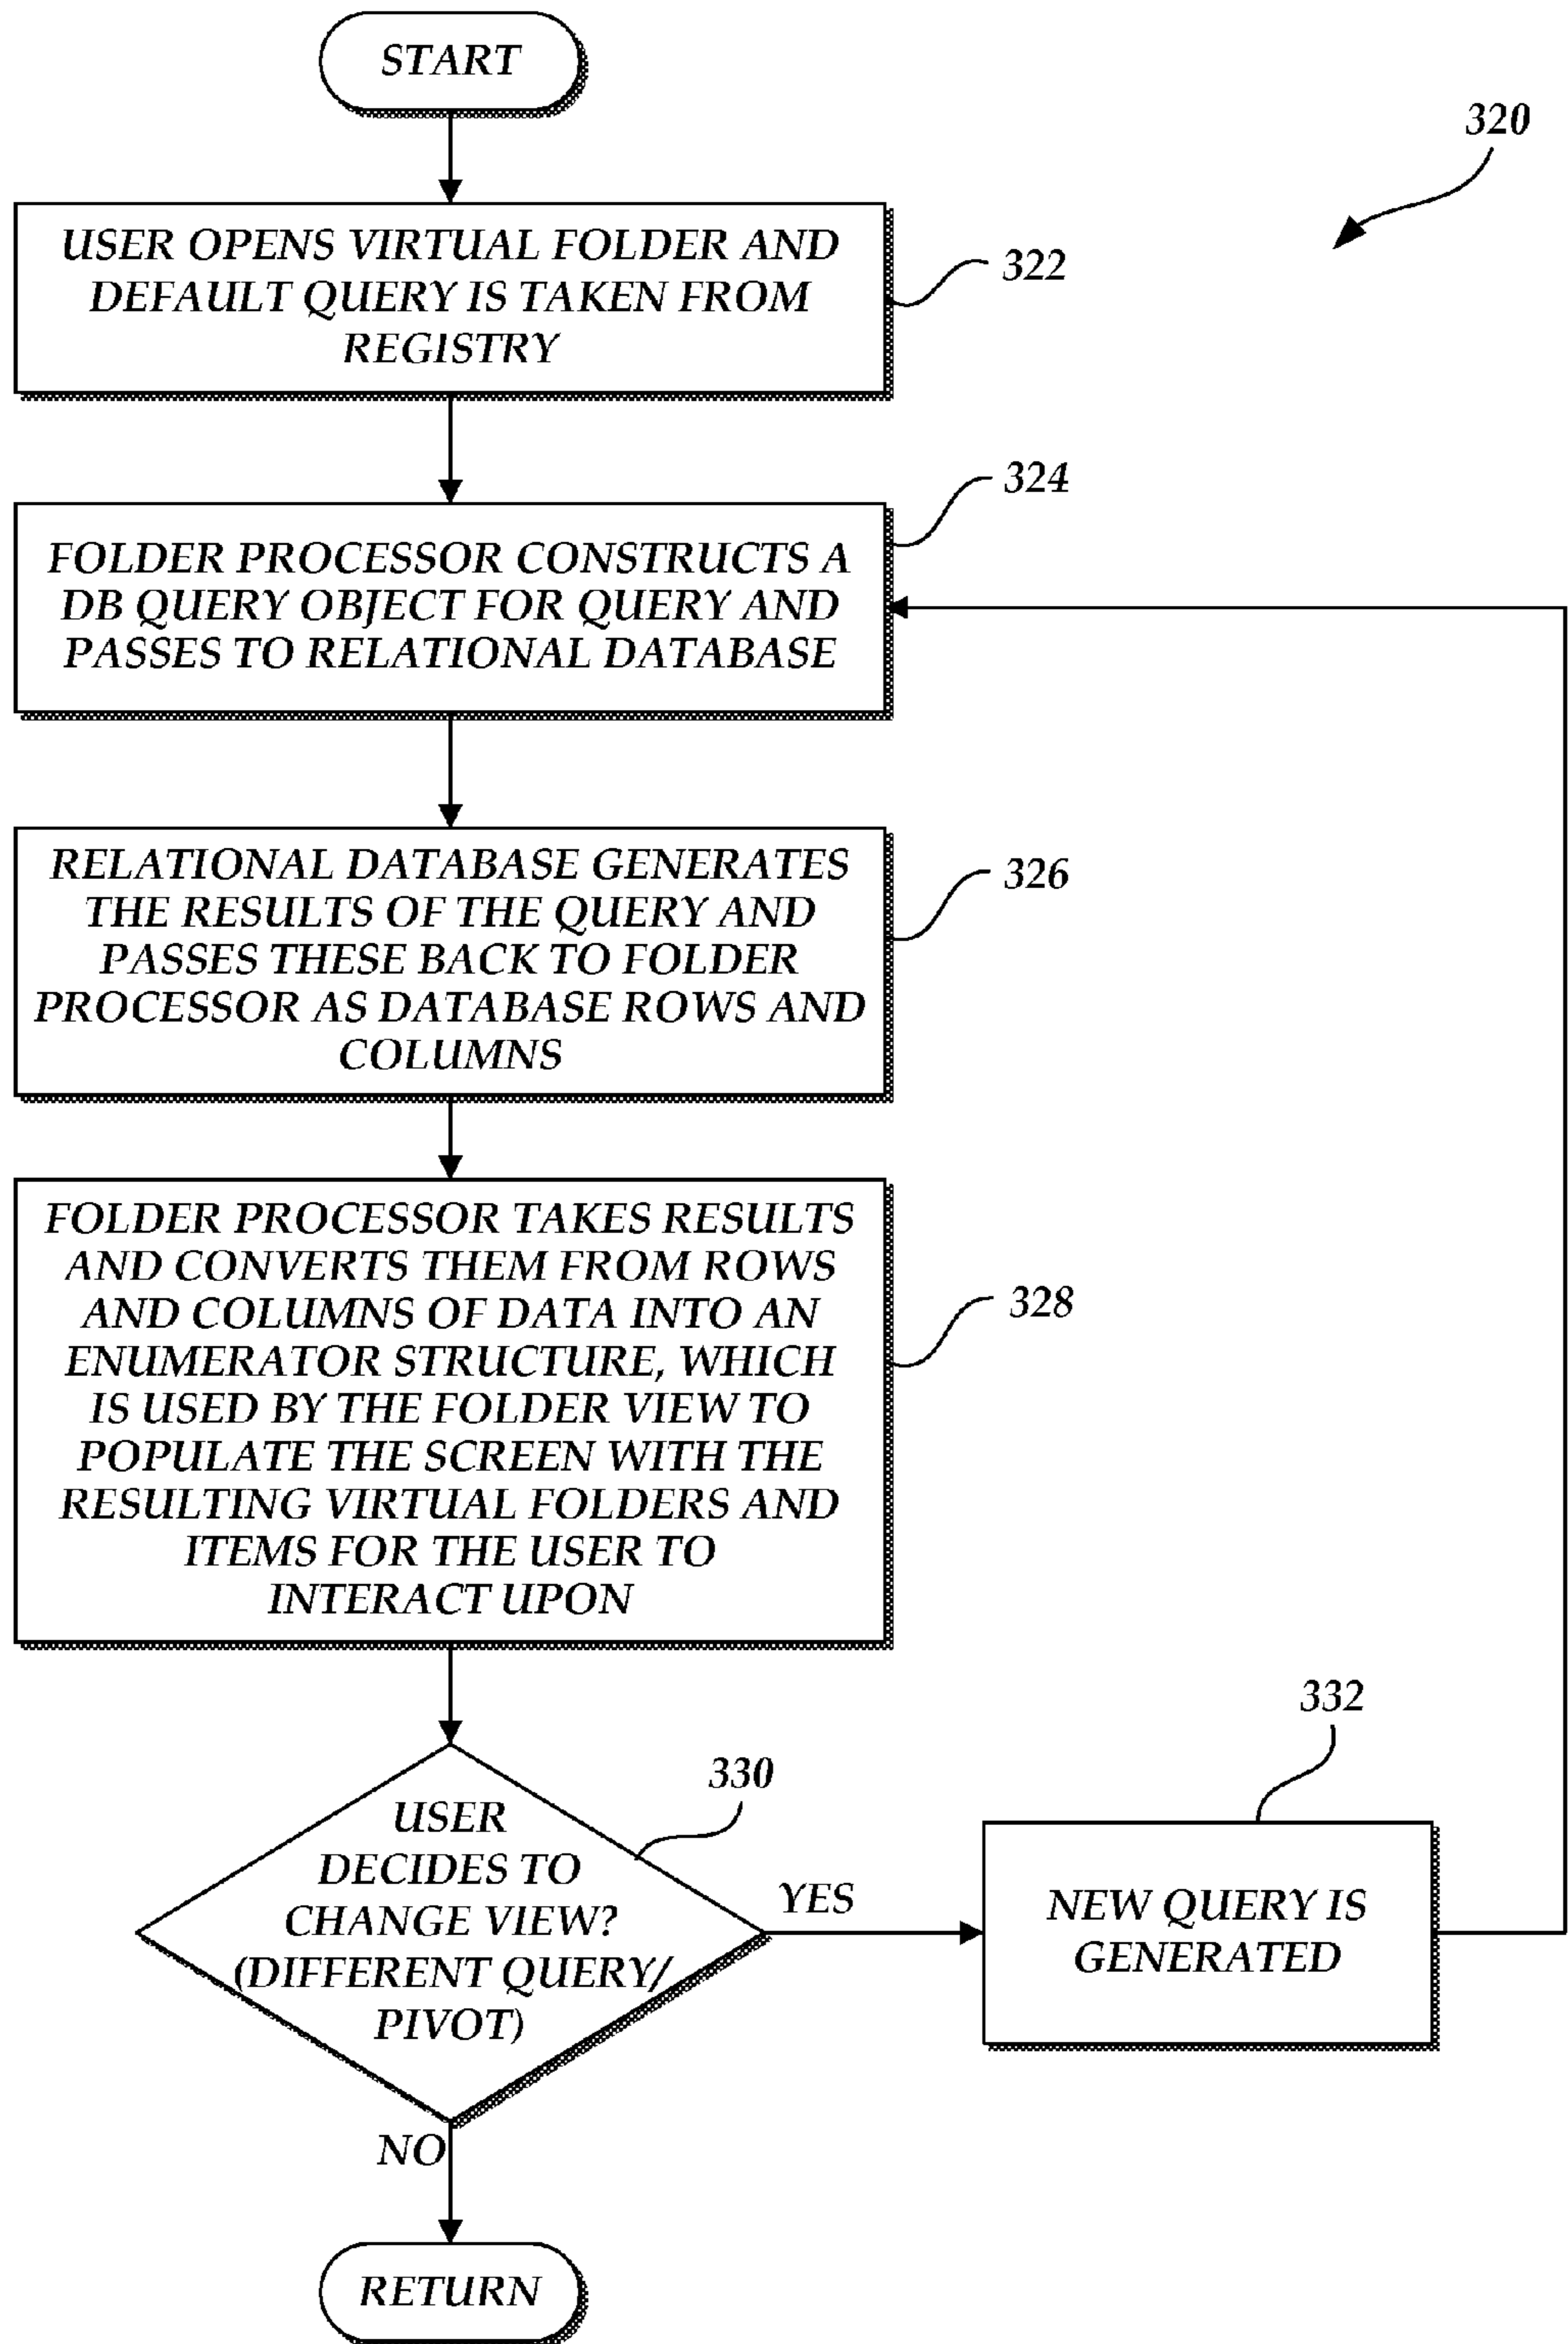 START
320
USER OPENS VIRTUAL FOLDER AND
DEFAULT QUERY IS TAKEN FROM
REGISTRY
322
324
FOLDER PROCESSOR CONSTRUCTS A
DB QUERY OBJECT FOR QUERY AND
PASSES TO RELATIONAL DATABASE
RELATIONAL DATABASE GENERATES
THE RESULTS OF THE QUERY AND
PASSES THESE BACK TO FOLDER
PROCESSOR AS DATABASE ROWS AND
COLUMNS
326
FOLDER PROCESSOR TAKES RESULTS
AND CONVERTS THEM FROM ROWS
AND COLUMNS OF DATA INTO AN
ENUMERATOR STRUCTURE, WHICH
IS USED BY THE FOLDER VIEW TO
POPULATE THE SCREEN WITH THE
RESULTING VIRTUAL FOLDERS AND
ITEMS FOR THE USER TO
INTERACT UPON
328
330
USER
DECIDES TO
CHANGE VIEW?
(DIFFERENT QUERY/
PIVOT)
YES
332
NEW QUERY IS
GENERATED
NO
RETURN